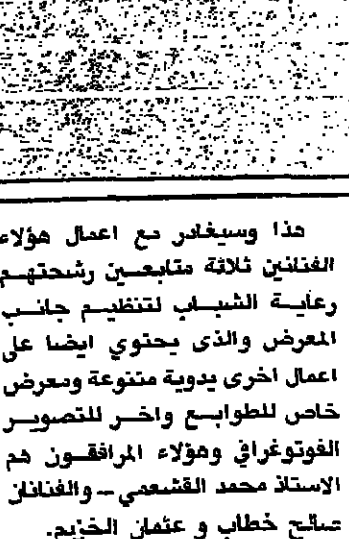 هذا وسيغادر مع اعمال هؤلاء
الفنانين ثلاثة متابعين رشحتهم
رعاية الشباب لتنظيم جانب
المعرض والذى يحتوي ايضا على
اعمال اخرى يدوية متنوعة ومعرض
خاص للطوابع واخر للتصوير
الفوتوغرافي وهؤلاء المرافقون هم
الاستاذ محمد القشعمي – والفنانان
صالح خطاب و عثمان الخزيم.